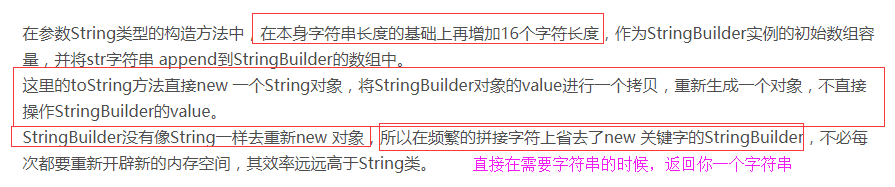 在参数String类型的构造方法中，在本身字符串长度的基础上再增加16个字符长度，作为StringBuilder实例的初始数组容
量，并将str字符串 append到StringBuilder的数组中。
这里的toString方法直接new 一个String对象，将StringBuilder对象的value进行一个拷贝，重新生成一个对象，不直接
操作StringBuilder的value。
StringBuilder没有像String一样去重新new 对象，所以在频繁的拼接字符上省去了new 关键字的StringBuilder，不必每
次都要重新开辟新的内存空间，其效率远远高于String类。 直接在需要字符串的时候，返回你一个字符串